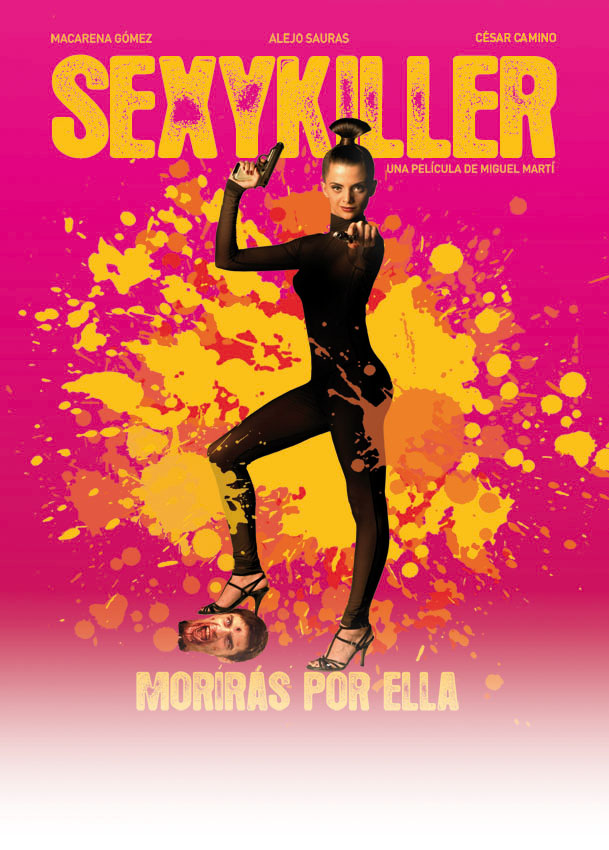 MACARENA GÓMEZ ALEJO SAURAS CÉSAR CAMINO
SEXYKILLER
UNA PELÍCULA DE MIGUEL MARTÍ
MORIRÁS POR ELLA